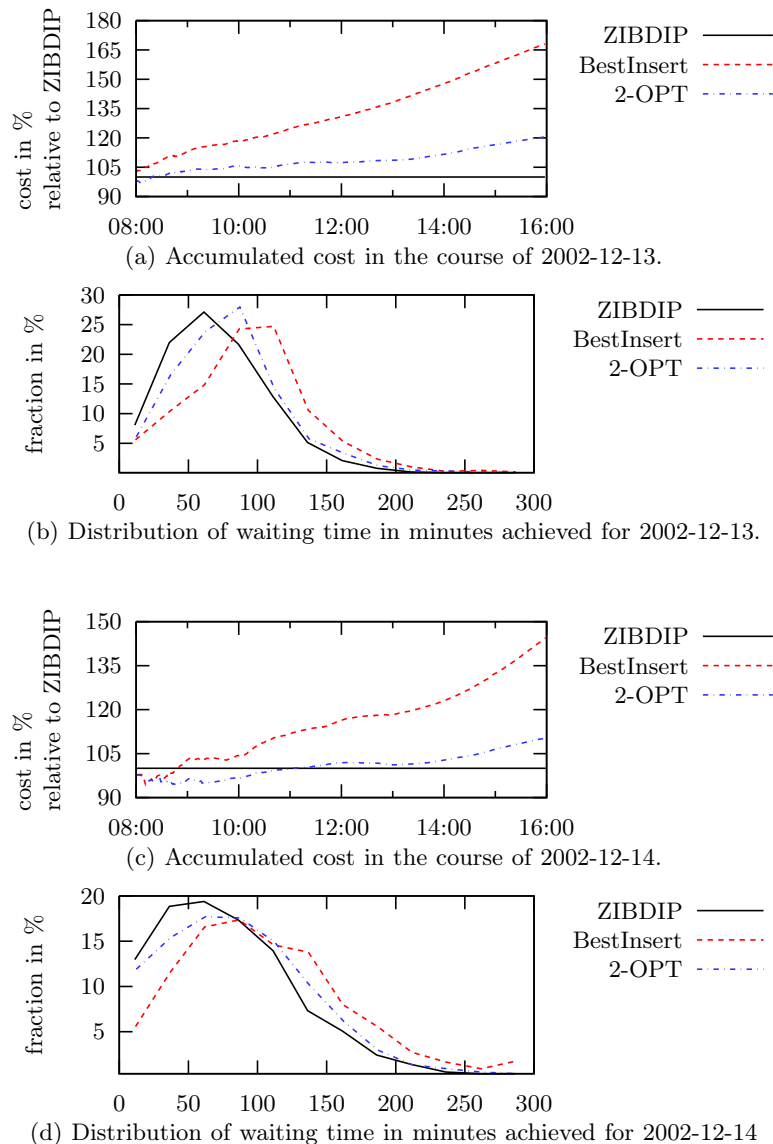 180
165
150
135
120
105
90
cost in %
relative to ZIBDIP
08:00 10:00 12:00 14:00 16:00
ZIBDIP
BestInsert
2-OPT
(a) Accumulated cost in the course of 2002-12-13.
30
25
20
15
10
5
fraction in %
0 50 100 150 200 250 300
ZIBDIP
BestInsert
2-OPT
(b) Distribution of waiting time in minutes achieved for 2002-12-13.
150
135
120
105
90
cost in %
relative to ZIBDIP
08:00 10:00 12:00 14:00 16:00
ZIBDIP
BestInsert
2-OPT
(c) Accumulated cost in the course of 2002-12-14.
20
15
10
5
fraction in %
0 50 100 150 200 250 300
ZIBDIP
BestInsert
2-OPT
(d) Distribution of waiting time in minutes achieved for 2002-12-14